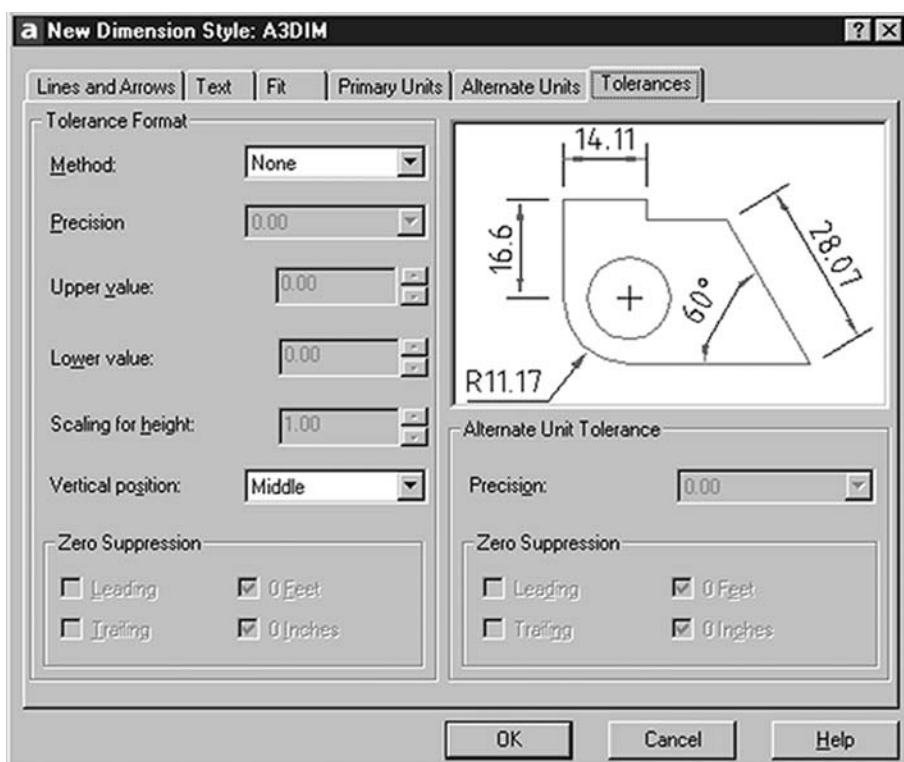 a New Dimension Style: A3DIM
Lines and Arrows Text Fit Primary Units Alternate Units Tolerances
Tolerance Format
Method: None
Precision 0.00
Upper value: 0.00
Lower value: 0.00
Scaling for height: 1.00
Vertical position: Middle
Zero Suppression
Leading 0 Feet
Trailing 0 Inches
14.11
16.6
28.07
60°
R11.17
Alternate Unit Tolerance
Precision: 0.00
Zero Suppression
Leading 0 Feet
Trailing 0 Inches
OK Cancel Help